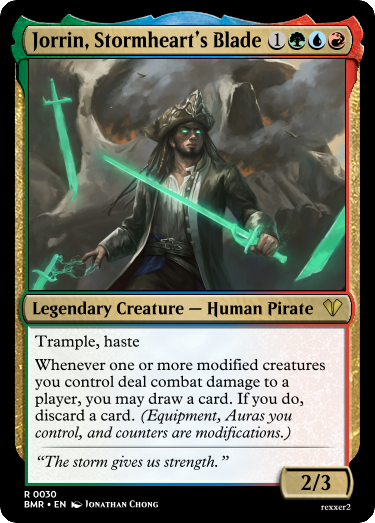 Jorrin, Stormheart's Blade 1
Legendary Creature — Human Pirate
Trample, haste
Whenever one or more modified creatures
you control deal combat damage to a
player, you may draw a card. If you do,
discard a card. (Equipment, Auras you
control, and counters are modifications.)
“The storm gives us strength.”
2/3
R 0030
BMR • EN Jonathan Chong
rexxer2